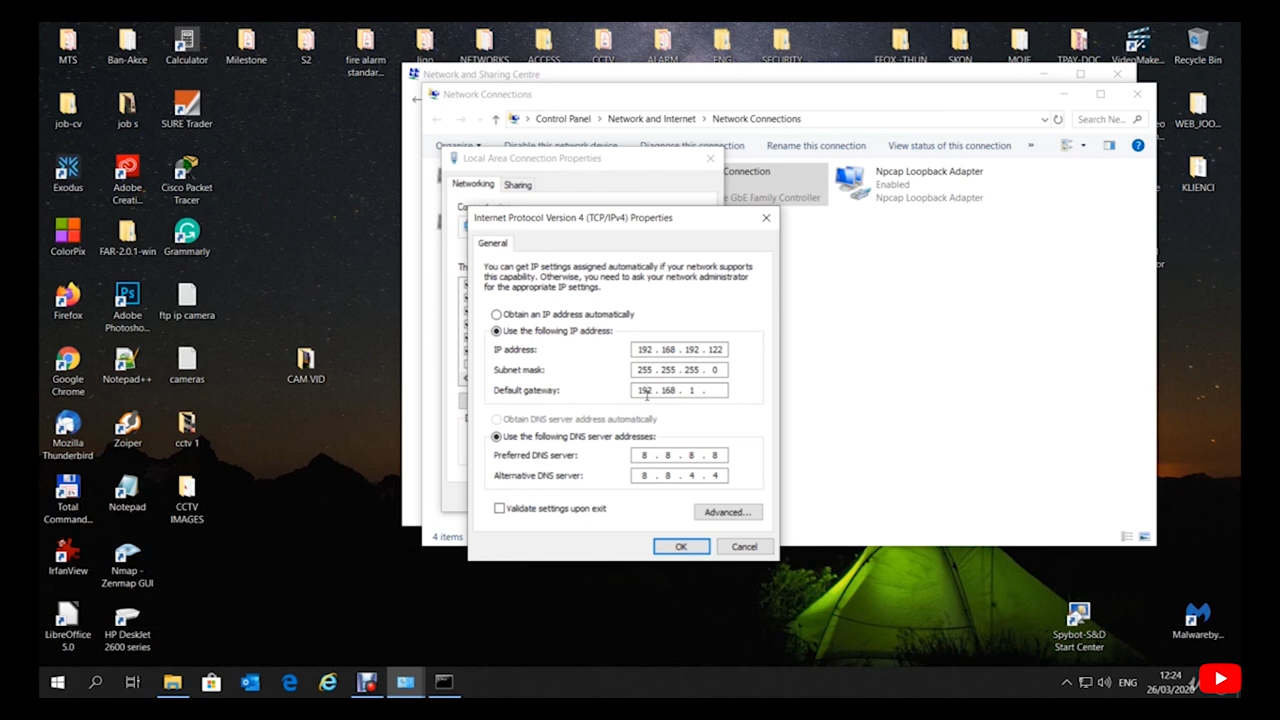 MTS
Ban-Akce
Calculator
Milestone
S2
fire alarm
standar...
NETWORKS
ACCESS
CCTV
ALARM
ENG
SECURITY
SKON
MOJE
TPAY-DOC
VideoMake...
Recycle Bin
Network and Sharing Centre
Network Connections
job-cv
job s
SURE Trader
Control Panel
Network and Internet
Network Connections
Search Ne...
WEB_JOO...
Organise
Disable this network device
Diagnose this connection
Rename this connection
View status of this connection
»
Local Area Connection Properties
Connection
Npcap Loopback Adapter
Enabled
Npcap Loopback Adapter
e GbE Family Controller
Networking
Sharing
Exodus
Adobe
Creati...
Cisco Packet
Tracer
KLIENCI
Internet Protocol Version 4 (TCP/IPv4) Properties
General
ColorPix
FAR-2.0.1-win
Grammarly
You can get IP settings assigned automatically if your network supports
this capability. Otherwise, you need to ask your network administrator
for the appropriate IP settings.
Obtain an IP address automatically
Use the following IP address:
IP address:
192 . 168 . 192 . 122
Subnet mask:
255 . 255 . 255 . 0
Default gateway:
192 . 168 . 1 .
Firefox
Adobe
Photosho...
ftp ip camera
Google
Chrome
Notepad++
cameras
CAM.VID
Obtain DNS server address automatically
Use the following DNS server addresses:
Preferred DNS server:
8 . 8 . 8 . 8
Alternative DNS server:
8 . 8 . 4 . 4
Mozilla
Thunderbird
Zoiper
cctv 1
Validate settings upon exit
Advanced...
Total
Comman...
Notepad
CCTV
IMAGES
4 items
OK
Cancel
IrfanView
Nmap -
Zenmap GUI
LibreOffice
5.0
HP Deskjet
2600 series
Spybot-S&D
Start Center
Malwareby...
ENG
12:24